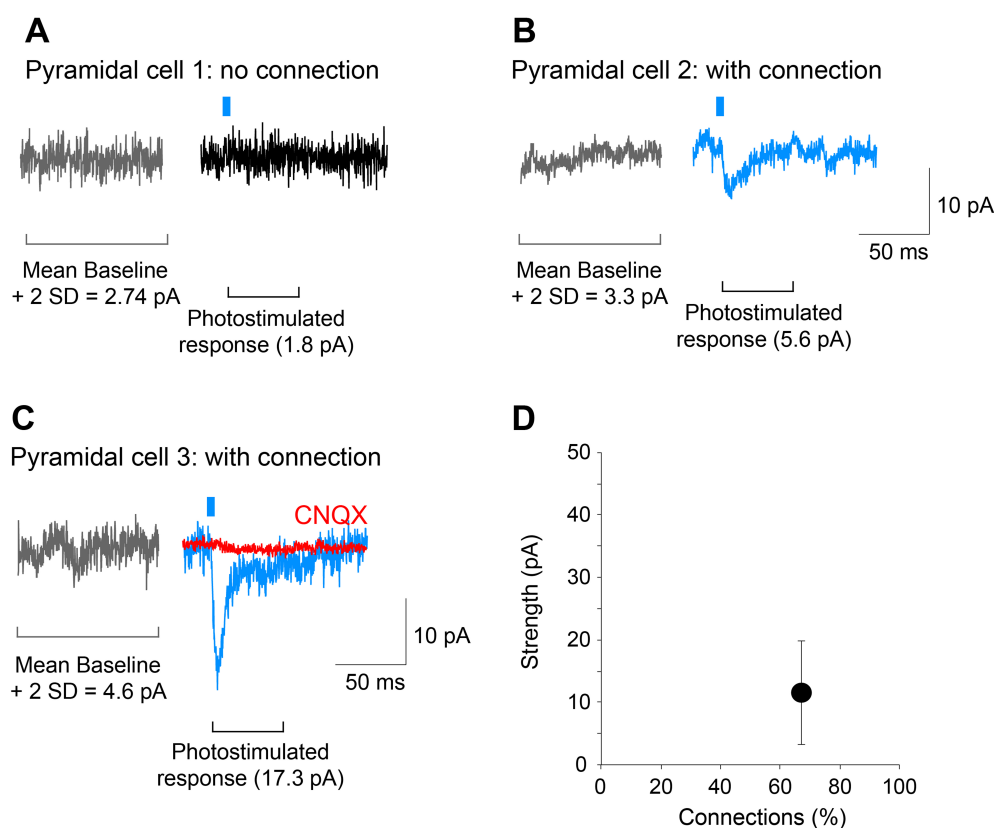 A
Pyramidal cell 1: no connection
Mean Baseline
+ 2 SD = 2.74 pA
Photostimulated
response (1.8 pA)
B
Pyramidal cell 2: with connection
10 pA
50 ms
Mean Baseline
+ 2 SD = 3.3 pA
Photostimulated
response (5.6 pA)
C
Pyramidal cell 3: with connection
CNQX
10 pA
50 ms
Mean Baseline
+ 2 SD = 4.6 pA
Photostimulated
response (17.3 pA)
D
Strength (pA)
50
40
30
20
10
0
0 20 40 60 80 100
Connections (%)